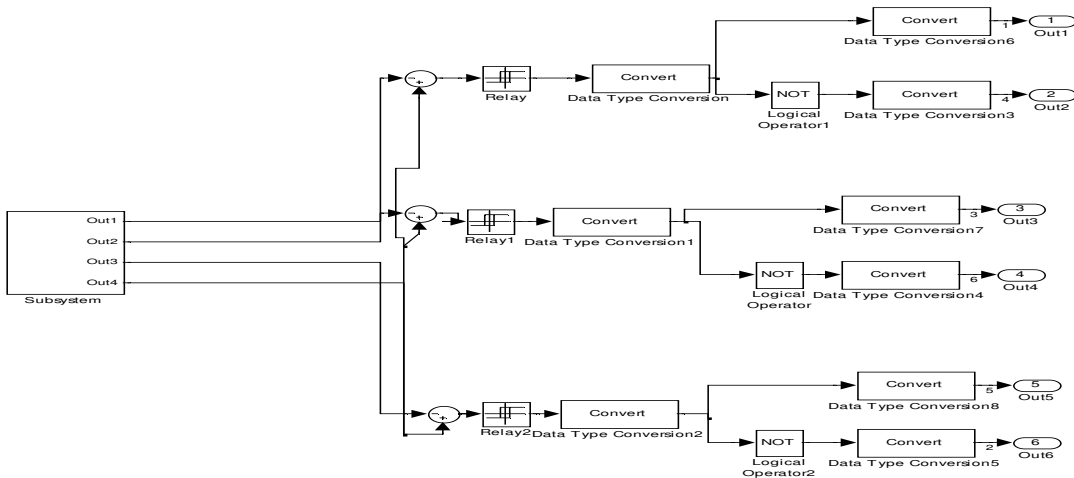 Convert
1
1
Data Type Conversion6
Out1
Convert
Relay
Data Type Conversion
NOT
Logical
Operator1
Convert
4
2
Data Type Conversion3
Out2
Out1
Out2
Out3
Out4
Subsystem
Relay1
Convert
Data Type Conversion1
Convert
3
3
Data Type Conversion7
Out3
NOT
Logical
Operator
Convert
6
4
Data Type Conversion4
Out4
Relay2
Convert
Data Type Conversion2
Convert
5
5
Data Type Conversion8
Out5
NOT
Logical
Operator2
Convert
2
6
Data Type Conversion5
Out6